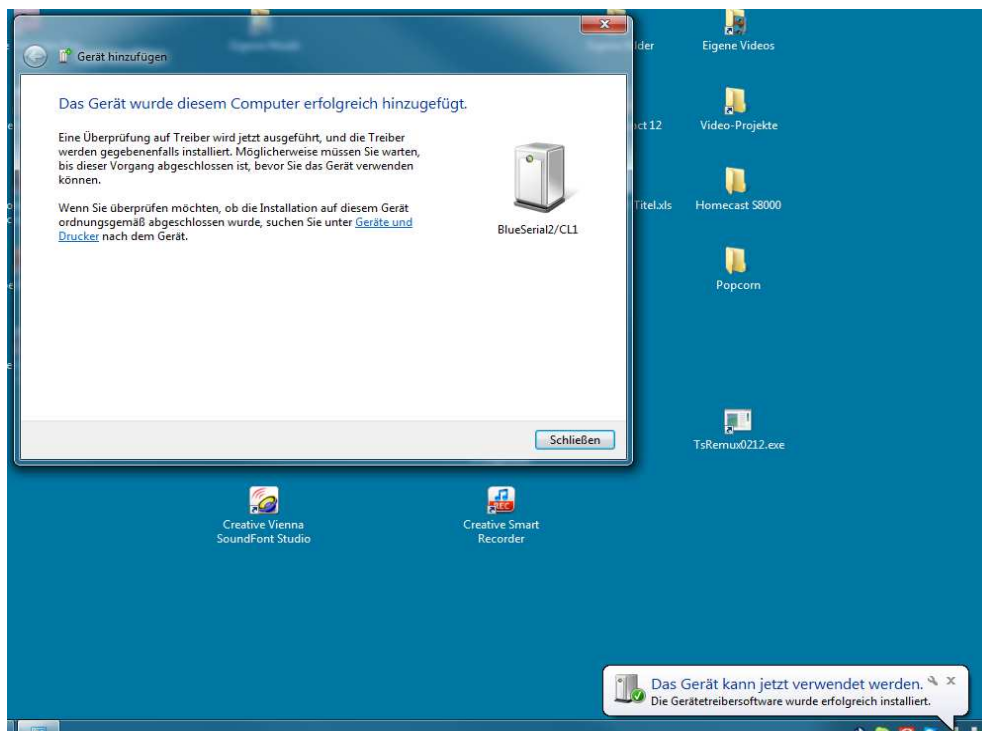 Gerät hinzufügen
Das Gerät wurde diesem Computer erfolgreich hinzugefügt.
Eine Überprüfung auf Treiber wird jetzt ausgeführt, und die Treiber
werden gegebenenfalls installiert. Möglicherweise müssen Sie warten,
bis dieser Vorgang abgeschlossen ist, bevor Sie das Gerät verwenden
können.
Wenn Sie überprüfen möchten, ob die Installation auf diesem Gerät
ordnungsgemäß abgeschlossen wurde, suchen Sie unter Geräte und
Drucker nach dem Gerät.
BlueSerial2/CL1
Schließen
lder
Eigene Videos
act 12
Video-Projekte
Titel.xls
Homecast S8000
Popcorn
TsRemux0212.exe
Creative Vienna
SoundFont Studio
Creative Smart
Recorder
Das Gerät kann jetzt verwendet werden.
Die Gerätetreibersoftware wurde erfolgreich installiert.